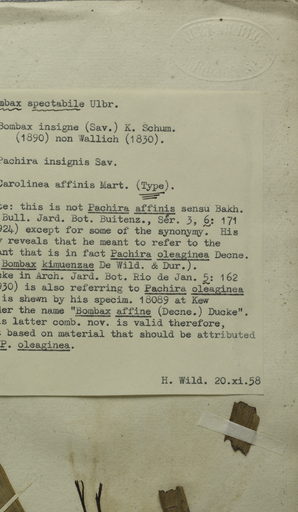 mbax spectabile Ulbr.
Bombax insigne (Sav.) K. Schum.
(1890) non Wallich (1830).
Pachira insignis Sav.
Carolinea affinis Mart. (Type).
te: this is not Pachira affinis sensu Bakh.
Bull. Jard. Bot. Buitenz., Sér. 3, 6: 171
924) except for some of the synonymy. His
y reveals that he meant to refer to the
ant that is in fact Pachira oleaginea Decne.
Bombax kimuenzae De Wild. & Dur.).
cke in Arch. Jard. Bot. Rio de Jan. 5: 162
930) is also referring to Pachira oleaginea
is shewn by his specim. 18089 at Kew
der the name "Bombax affine (Decne.) Ducke".
is latter comb. nov. is valid therefore,
t based on material that should be attributed
P. oleaginea.
H. Wild. 20.xi.58